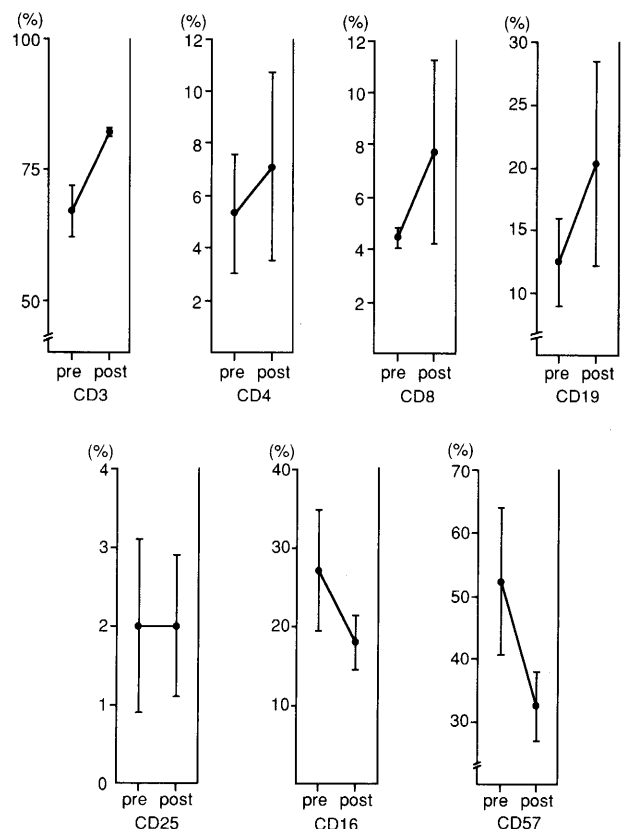 (%) (%) (%) (%)
100 12 12 30
10 10 25
8 8 20
75 6 6 15
4 4 10
50 2 2
pre post pre post pre post pre post
CD3 CD4 CD8 CD19
(%) (%) (%)
4 40 70
3 30 60
2 20 50
1 10 40
0 30
pre post pre post pre post
CD25 CD16 CD57